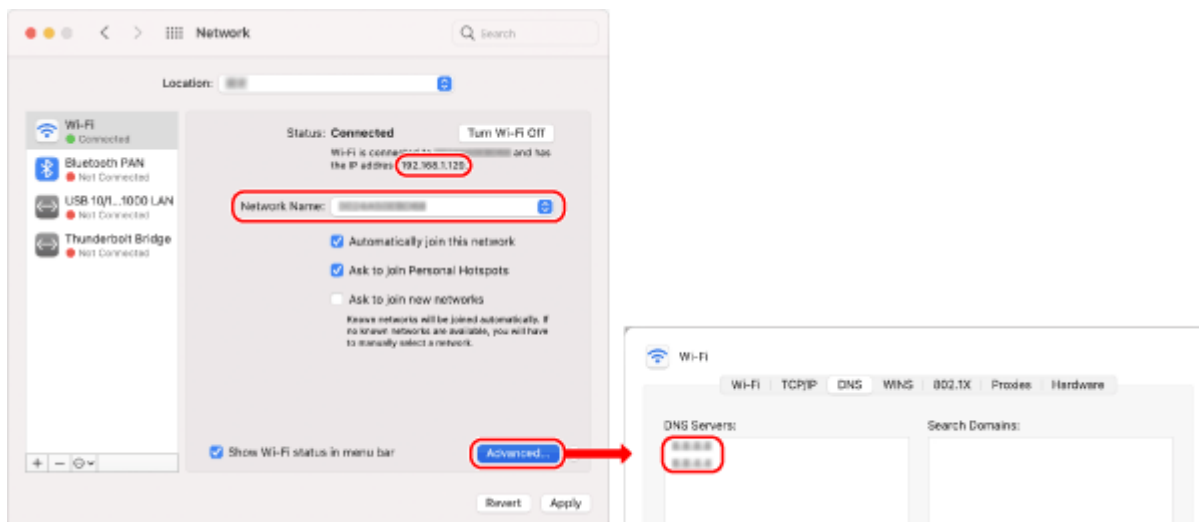 Network
Search
Location:
Wi-Fi
Connected
Bluetooth PAN
Not Connected
USB 10/1...1000 LAN
Not Connected
Thunderbolt Bridge
Not Connected
Status: Connected
Turn Wi-Fi Off
Wi-Fi is connected to and has
the IP address 192.168.1.129.
Network Name:
Automatically join this network
Ask to join Personal Hotspots
Ask to join new networks
Known networks will be joined automatically. If
no known networks are available, you will have
to manually select a network.
Show Wi-Fi status in menu bar
Advanced...
Revert
Apply
Wi-Fi
Wi-Fi TCP/IP DNS WINS 802.1X Proxies Hardware
DNS Servers:
Search Domains: